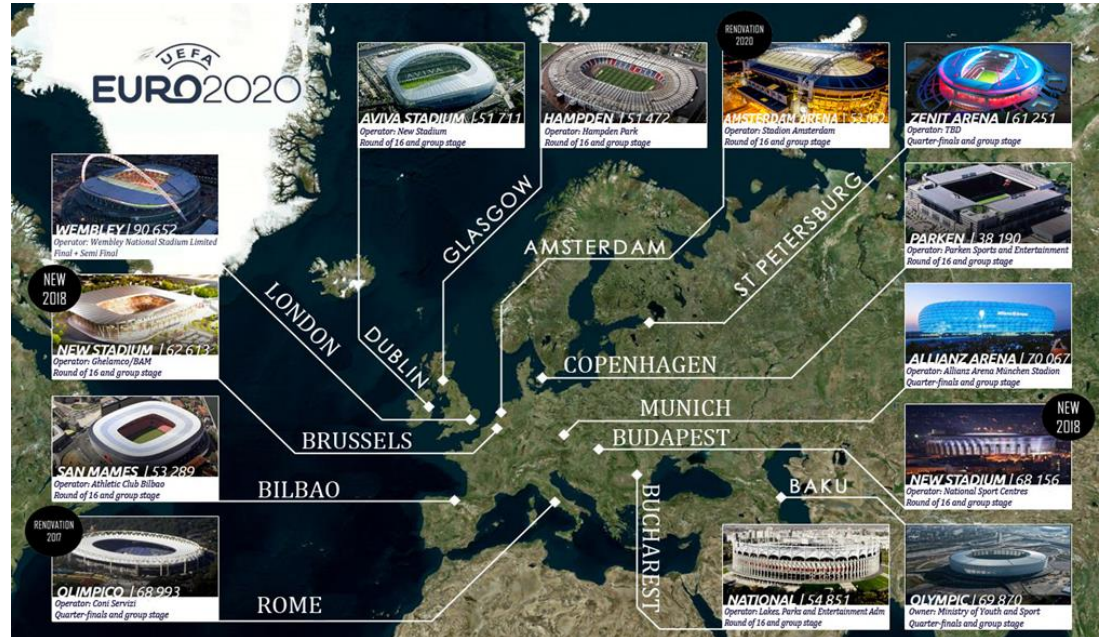 UEFA
EURO2020
RENOVATION
2020
AVIVA STADIUM | 51 711
Operator: New Stadium
Round of 16 and group stage
HAMPDEN | 51 472
Operator: Hampden Park
Round of 16 and group stage
AMSTERDAM ARENA | 53 052
Operator: Stadion Amsterdam
Round of 16 and group stage
ZENIT ARENA | 61 251
Operator: TBD
Quarter-finals and group stage
WEMBLEY | 90 652
Operator: Wembley National Stadium Limited
Final + Semi Final
PARKEN | 38 190
Operator: Parken Sports and Entertainment
Round of 16 and group stage
NEW
2018
NEW STADIUM | 62 613
Operator: Ghelamco/BAM
Round of 16 and group stage
ALLIANZ ARENA | 70 067
Operator: Allianz Arena München Stadion
Quarter-finals and group stage
SAN MAMES | 53 289
Operator: Athletic Club Bilbao
Round of 16 and group stage
NEW
2018
NEW STADIUM | 68 156
Operator: National Sport Centres
Round of 16 and group stage
RENOVATION
2017
OLIMPICO | 68 993
Operator: Coni Servizi
Quarter-finals and group stage
NATIONAL | 54 851
Operator: Lakes, Parks and Entertainment Adm
Round of 16 and group stage
OLYMPIC | 69 870
Owner: Ministry of Youth and Sport
Quarter-finals and group stage
GLASGOW
AMSTERDAM
ST PETERSBURG
LONDON
DUBLIN
COPENHAGEN
MUNICH
BRUSSELS
BUDAPEST
BILBAO
BAKU
BUCHAREST
ROME
AVIVA